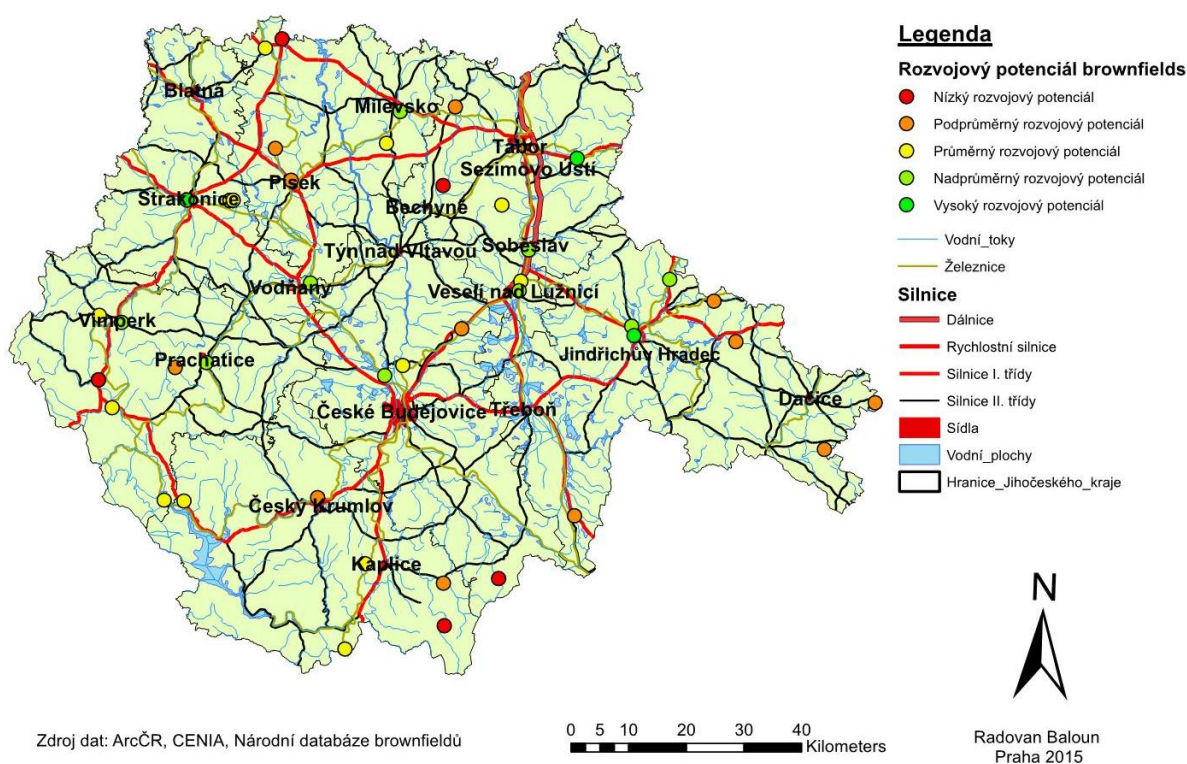 Legenda
Rozvojový potenciál brownfields
Nízký rozvojový potenciál
Podprůměrný rozvojový potenciál
Průměrný rozvojový potenciál
Nadprůměrný rozvojový potenciál
Vysoký rozvojový potenciál
Vodní_toky
Železnice
Silnice
Dálnice
Rychlostní silnice
Silnice I. třídy
Silnice II. třídy
Sídla
Vodní_plochy
Hranice_Jihočeského_kraje
Blatná
Milevsko
Tábor
Sezimovo Ústí
Písek
Strakonice
Bechyně
Týn nad Vltavou
Soběslav
Vodňany
Veselí nad Lužnicí
Vimperk
Prachatice
Jindřichův Hradec
Dačice
České Budějovice
Třeboň
Český Krumlov
Kaplice
N
Zdroj dat: ArcČR, CENIA, Národní databáze brownfieldů
0 5 10 20 30 40
Kilometers
Radovan Baloun
Praha 2015